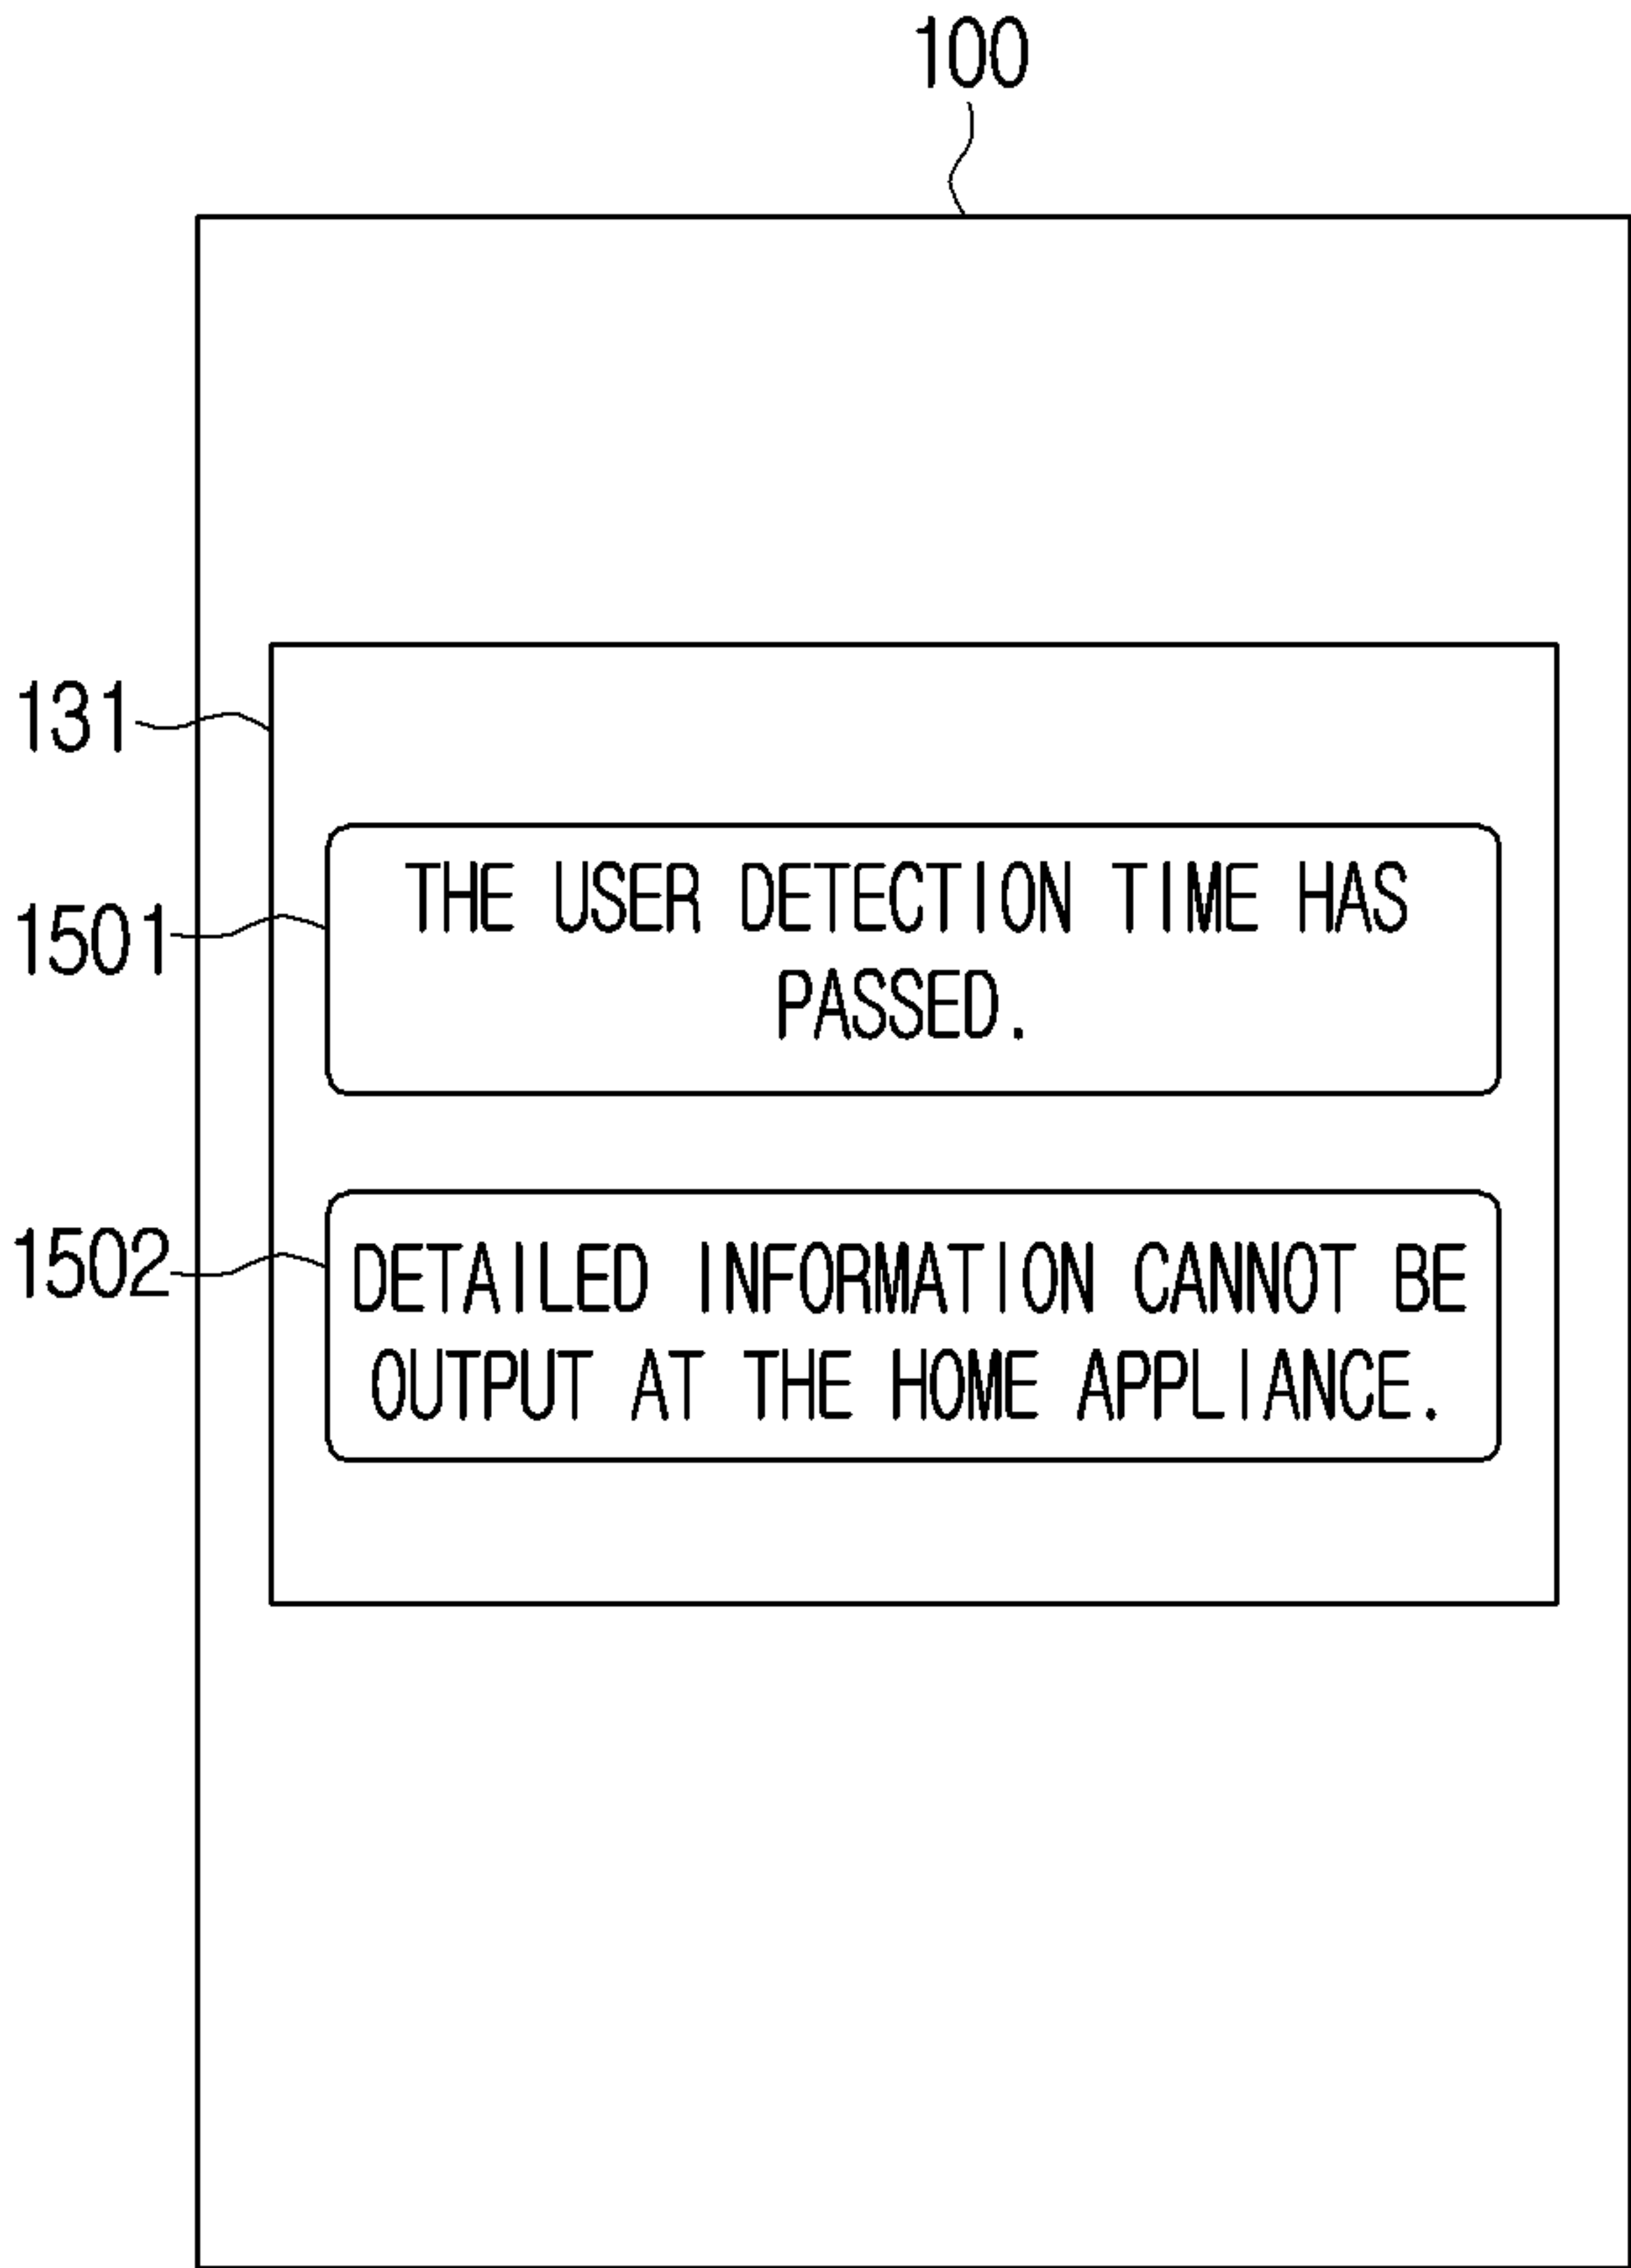 100
131
1501
THE USER DETECTION TIME HAS
PASSED.
1502
DETAILED INFORMATION CANNOT BE
OUTPUT AT THE HOME APPLIANCE.